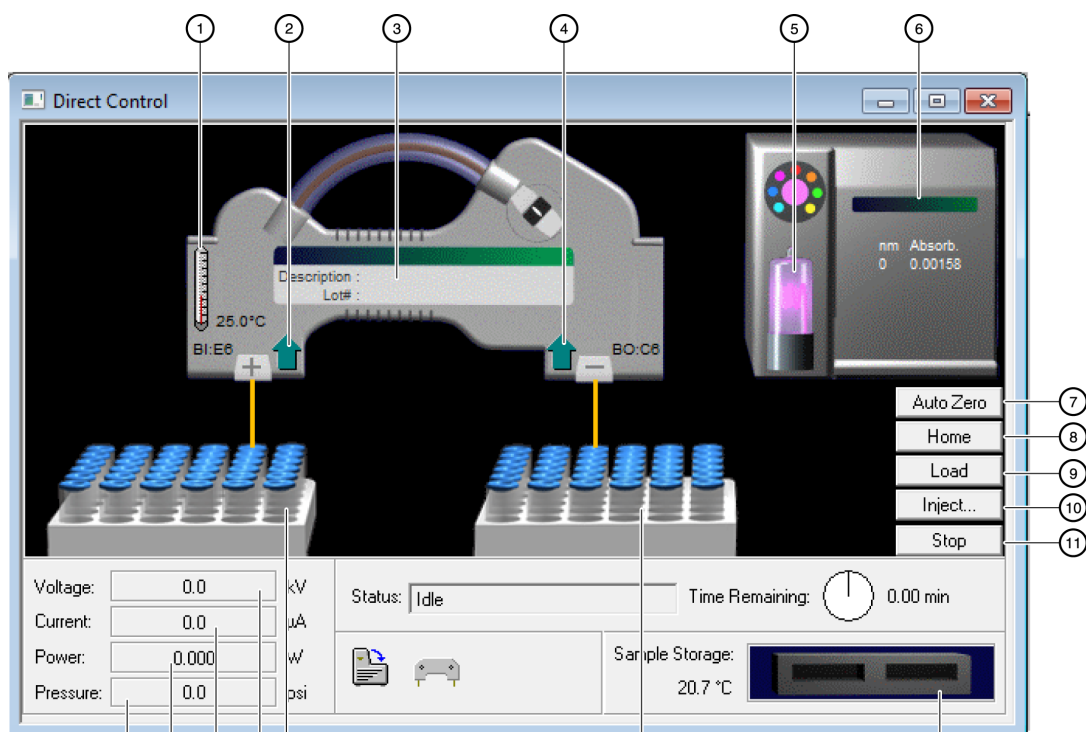 1 2 3 4 5 6
Direct Control
nm Absorb.
0 0.00158
Description :
Lot# :
25.0°C
BI:E6
BO:C6
+
−
Auto Zero 7
Home 8
Load 9
Inject... 10
Stop 11
Voltage: 0.0 kV
Current: 0.0 µA
Power: 0.000 W
Pressure: 0.0 psi
Status: Idle
Time Remaining: 0.00 min
Sample Storage:
20.7 °C